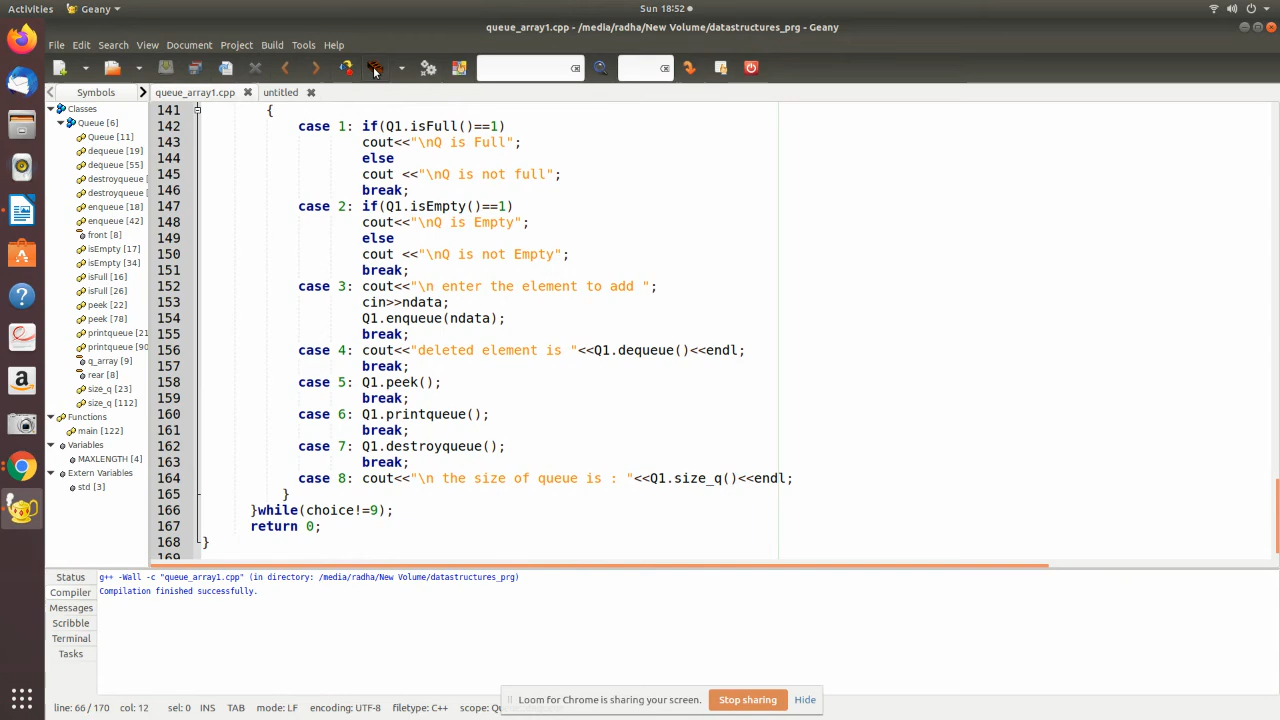 Activities Geany Sun 18:52
queue_array1.cpp - /media/radha/New Volume/datastructures_prg - Geany
File Edit Search View Document Project Build Tools Help
Symbols queue_array1.cpp untitled
Classes
Queue [6]
Queue [11]
dequeue [19]
dequeue [55]
destroyqueue [
destroyqueue [
enqueue [18]
enqueue [42]
front [8]
isEmpty [17]
isEmpty [34]
isFull [16]
isFull [26]
peek [22]
peek [78]
printqueue [21
printqueue [90
q_array [9]
rear [8]
size_q [23]
size_q [112]
Functions
main [122]
Variables
MAXLENGTH [4]
Extern Variables
std [3]
141 {
142 case 1: if(Q1.isFull()==1)
143 cout<<"\nQ is Full";
144 else
145 cout <<"\nQ is not full";
146 break;
147 case 2: if(Q1.isEmpty()==1)
148 cout<<"\nQ is Empty";
149 else
150 cout <<"\nQ is not Empty";
151 break;
152 case 3: cout<<"\n enter the element to add ";
153 cin>>ndata;
154 Q1.enqueue(ndata);
155 break;
156 case 4: cout<<"deleted element is "<<Q1.dequeue()<<endl;
157 break;
158 case 5: Q1.peek();
159 break;
160 case 6: Q1.printqueue();
161 break;
162 case 7: Q1.destroyqueue();
163 break;
164 case 8: cout<<"\n the size of queue is : "<<Q1.size_q()<<endl;
165 }
166 }while(choice!=9);
167 return 0;
168 }
169
Status
Compiler
Messages
Scribble
Terminal
Tasks
g++ -Wall -c "queue_array1.cpp" (in directory: /media/radha/New Volume/datastructures_prg)
Compilation finished successfully.
Loom for Chrome is sharing your screen. Stop sharing Hide
line: 66 / 170 col: 12 sel: 0 INS TAB mode: LF encoding: UTF-8 filetype: C++ scope: